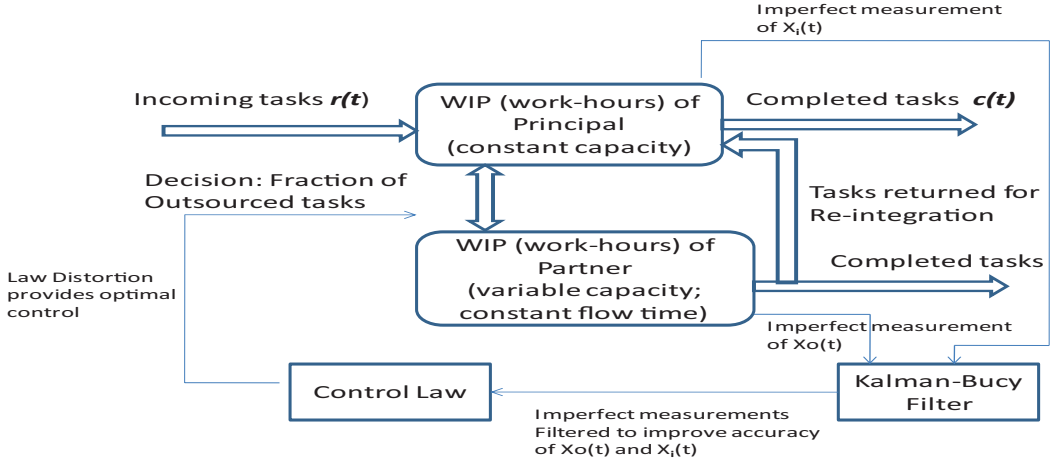 Imperfect measurement
of Xi(t)
Incoming tasks r(t)
WIP (work-hours) of
Principal
(constant capacity)
Completed tasks c(t)
Decision: Fraction of
Outsourced tasks
Tasks returned for
Re-integration
WIP (work-hours) of
Partner
(variable capacity;
constant flow time)
Completed tasks
Law Distortion
provides optimal
control
Imperfect measurement
of Xo(t)
Control Law
Kalman-Bucy
Filter
Imperfect measurements
Filtered to improve accuracy
of Xo(t) and Xi(t)